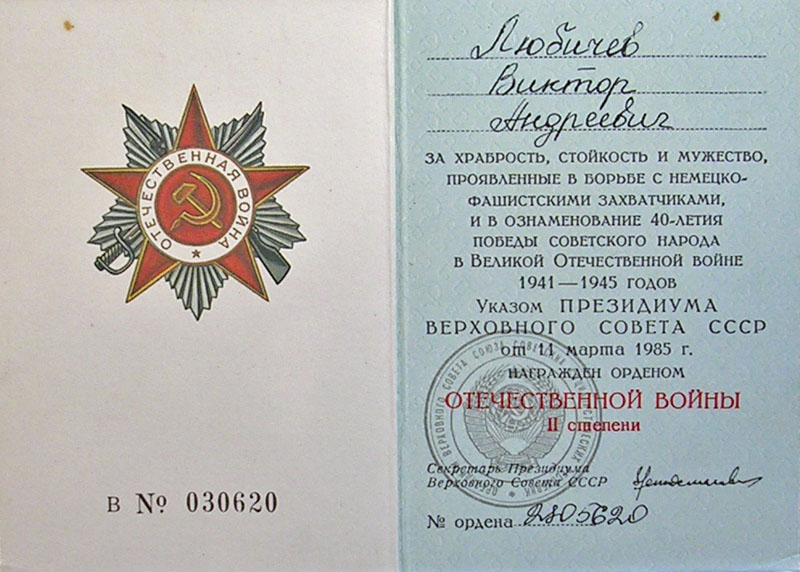 ОТЕЧЕСТВЕННАЯ ВОЙНА
В № 030620
Любичев
Виктор
Андреевич
ЗА ХРАБРОСТЬ, СТОЙКОСТЬ И МУЖЕСТВО,
ПРОЯВЛЕННЫЕ В БОРЬБЕ С НЕМЕЦКО-
ФАШИСТСКИМИ ЗАХВАТЧИКАМИ,
И В ОЗНАМЕНОВАНИЕ 40-ЛЕТИЯ
ПОБЕДЫ СОВЕТСКОГО НАРОДА
В ВЕЛИКОЙ ОТЕЧЕСТВЕННОЙ ВОЙНЕ
1941—1945 ГОДОВ
УКАЗОМ ПРЕЗИДИУМА
ВЕРХОВНОГО СОВЕТА СССР
от 11 марта 1985 г.
НАГРАЖДЕН ОРДЕНОМ
ОТЕЧЕСТВЕННОЙ ВОЙНЫ
II степени
Секретарь Президиума
Верховного Совета СССР
№ ордена 2805620